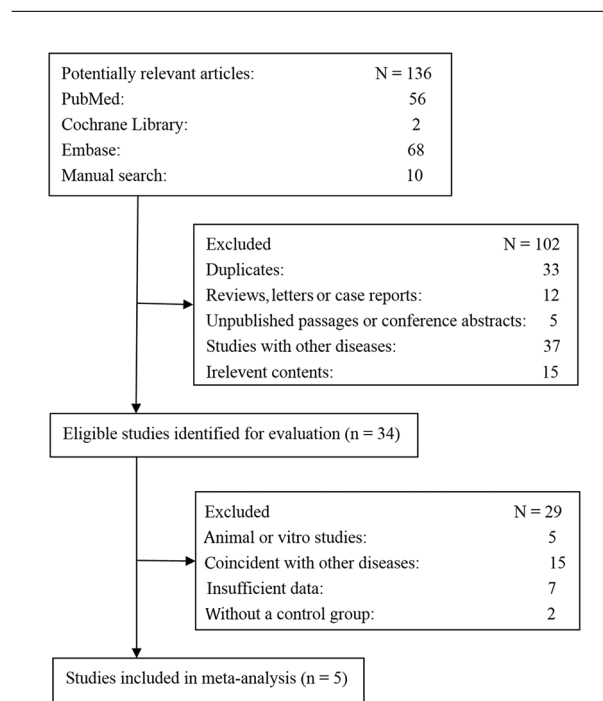 Potentially relevant articles: N = 136
PubMed: 56
Cochrane Library: 2
Embase: 68
Manual search: 10
Excluded N = 102
Duplicates: 33
Reviews, letters or case reports: 12
Unpublished passages or conference abstracts: 5
Studies with other diseases: 37
Irelevent contents: 15
Eligible studies identified for evaluation (n = 34)
Excluded N = 29
Animal or vitro studies: 5
Coincident with other diseases: 15
Insufficient data: 7
Without a control group: 2
Studies included in meta-analysis (n = 5)